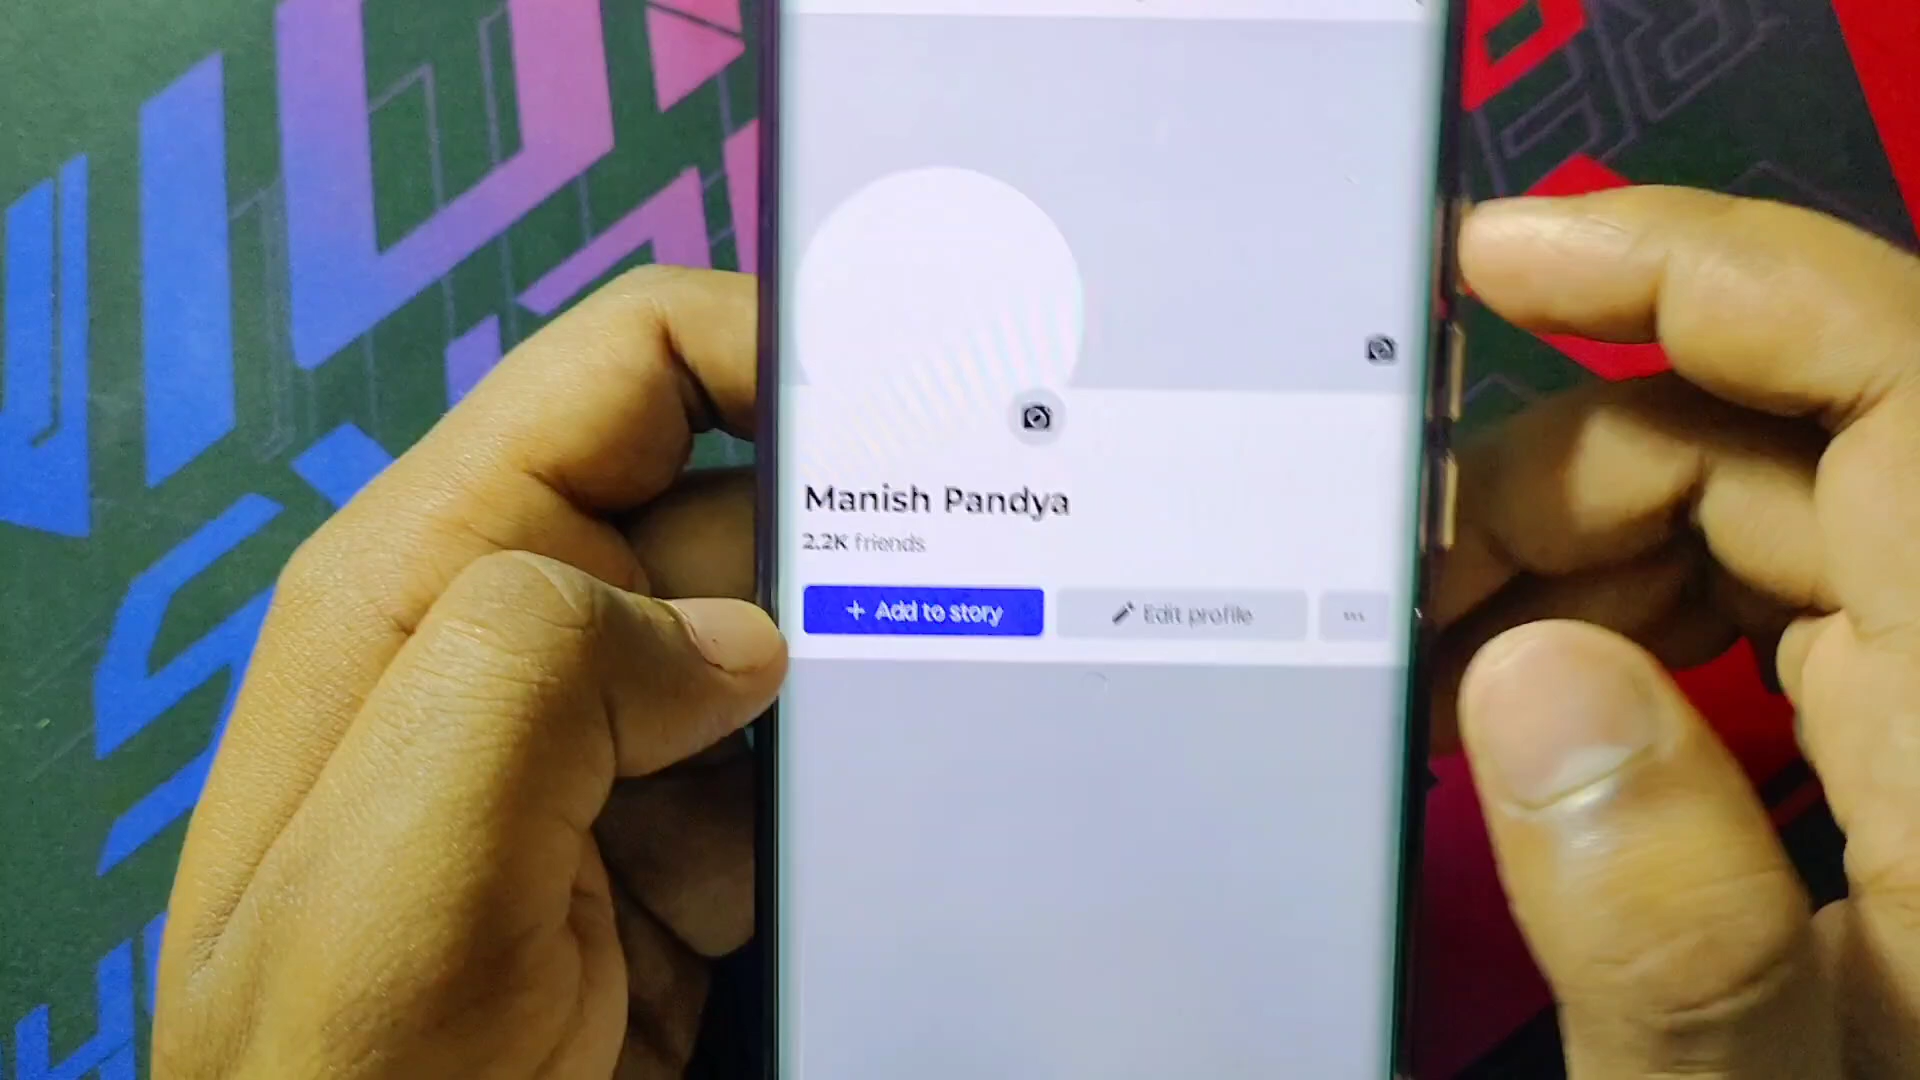 Manish Pandya
2.2K friends
+ Add to story
Edit profile